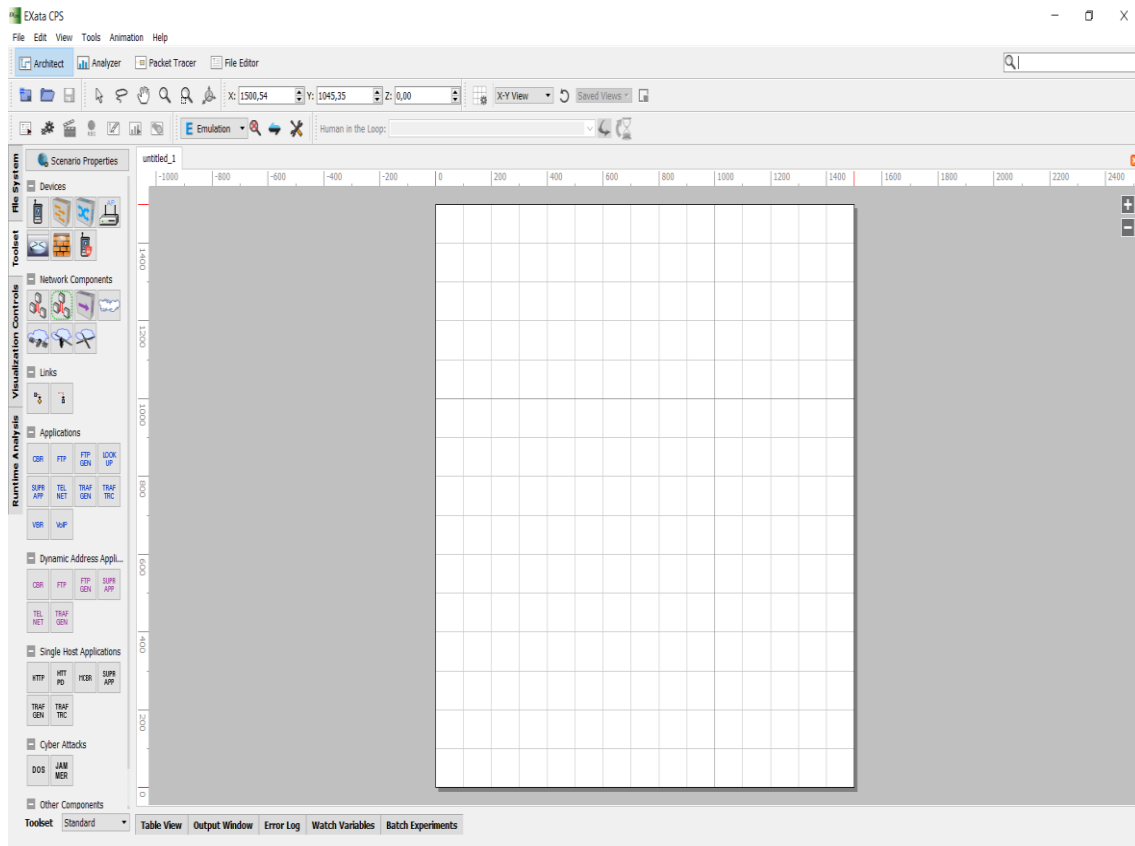 EXata CPS
File Edit View Tools Animation Help
Architect Analyzer Packet Tracer File Editor
X: 1500,54 Y: 1045,35 Z: 0,00 X-Y View Saved Views
E Emulation Human in the Loop:
File System
Toolset
Visualization Controls
Runtime Analysis
Scenario Properties
Devices
AP
Network Components
Links
Applications
CBR FTP FTP GEN LOOK UP
SUPR APP TEL NET TRAF GEN TRAF TRC
VBR VoIP
Dynamic Address Appli...
CBR FTP FTP GEN SUPR APP
TEL NET TRAF GEN
Single Host Applications
HTTP HTT PD MCBR SUPR APP
TRAF GEN TRAF TRC
Cyber Attacks
DOS JAM MER
Other Components
Toolset Standard
untitled_1
-1000 -800 -600 -400 -200 0 200 400 600 800 1000 1200 1400 1600 1800 2000 2200 2400
1400
1200
1000
800
600
400
200
0
Table View Output Window Error Log Watch Variables Batch Experiments